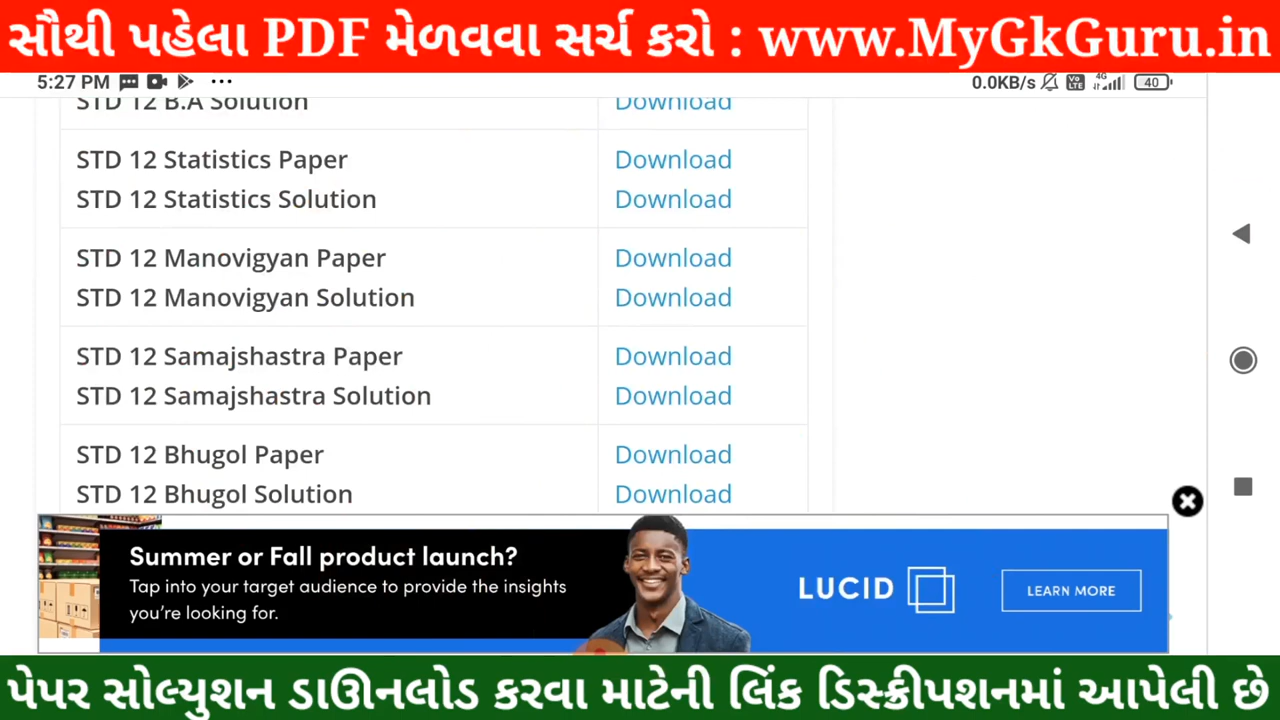 સૌથી પહેલા PDF મેળવવા સર્ચ કરો : www.MyGkGuru.in
5:27 PM ... 0.0KB/s Vo LTE 4G 40
STD 12 B.A Solution Download
STD 12 Statistics Paper Download
STD 12 Statistics Solution Download
STD 12 Manovigyan Paper Download
STD 12 Manovigyan Solution Download
STD 12 Samajshastra Paper Download
STD 12 Samajshastra Solution Download
STD 12 Bhugol Paper Download
STD 12 Bhugol Solution Download
Summer or Fall product launch?
Tap into your target audience to provide the insights
you're looking for.
LUCID
LEARN MORE
પેપર સોલ્યુશન ડાઊનલોડ કરવા માટેની લિંક ડિસ્ક્રીપશનમાં આપેલી છે